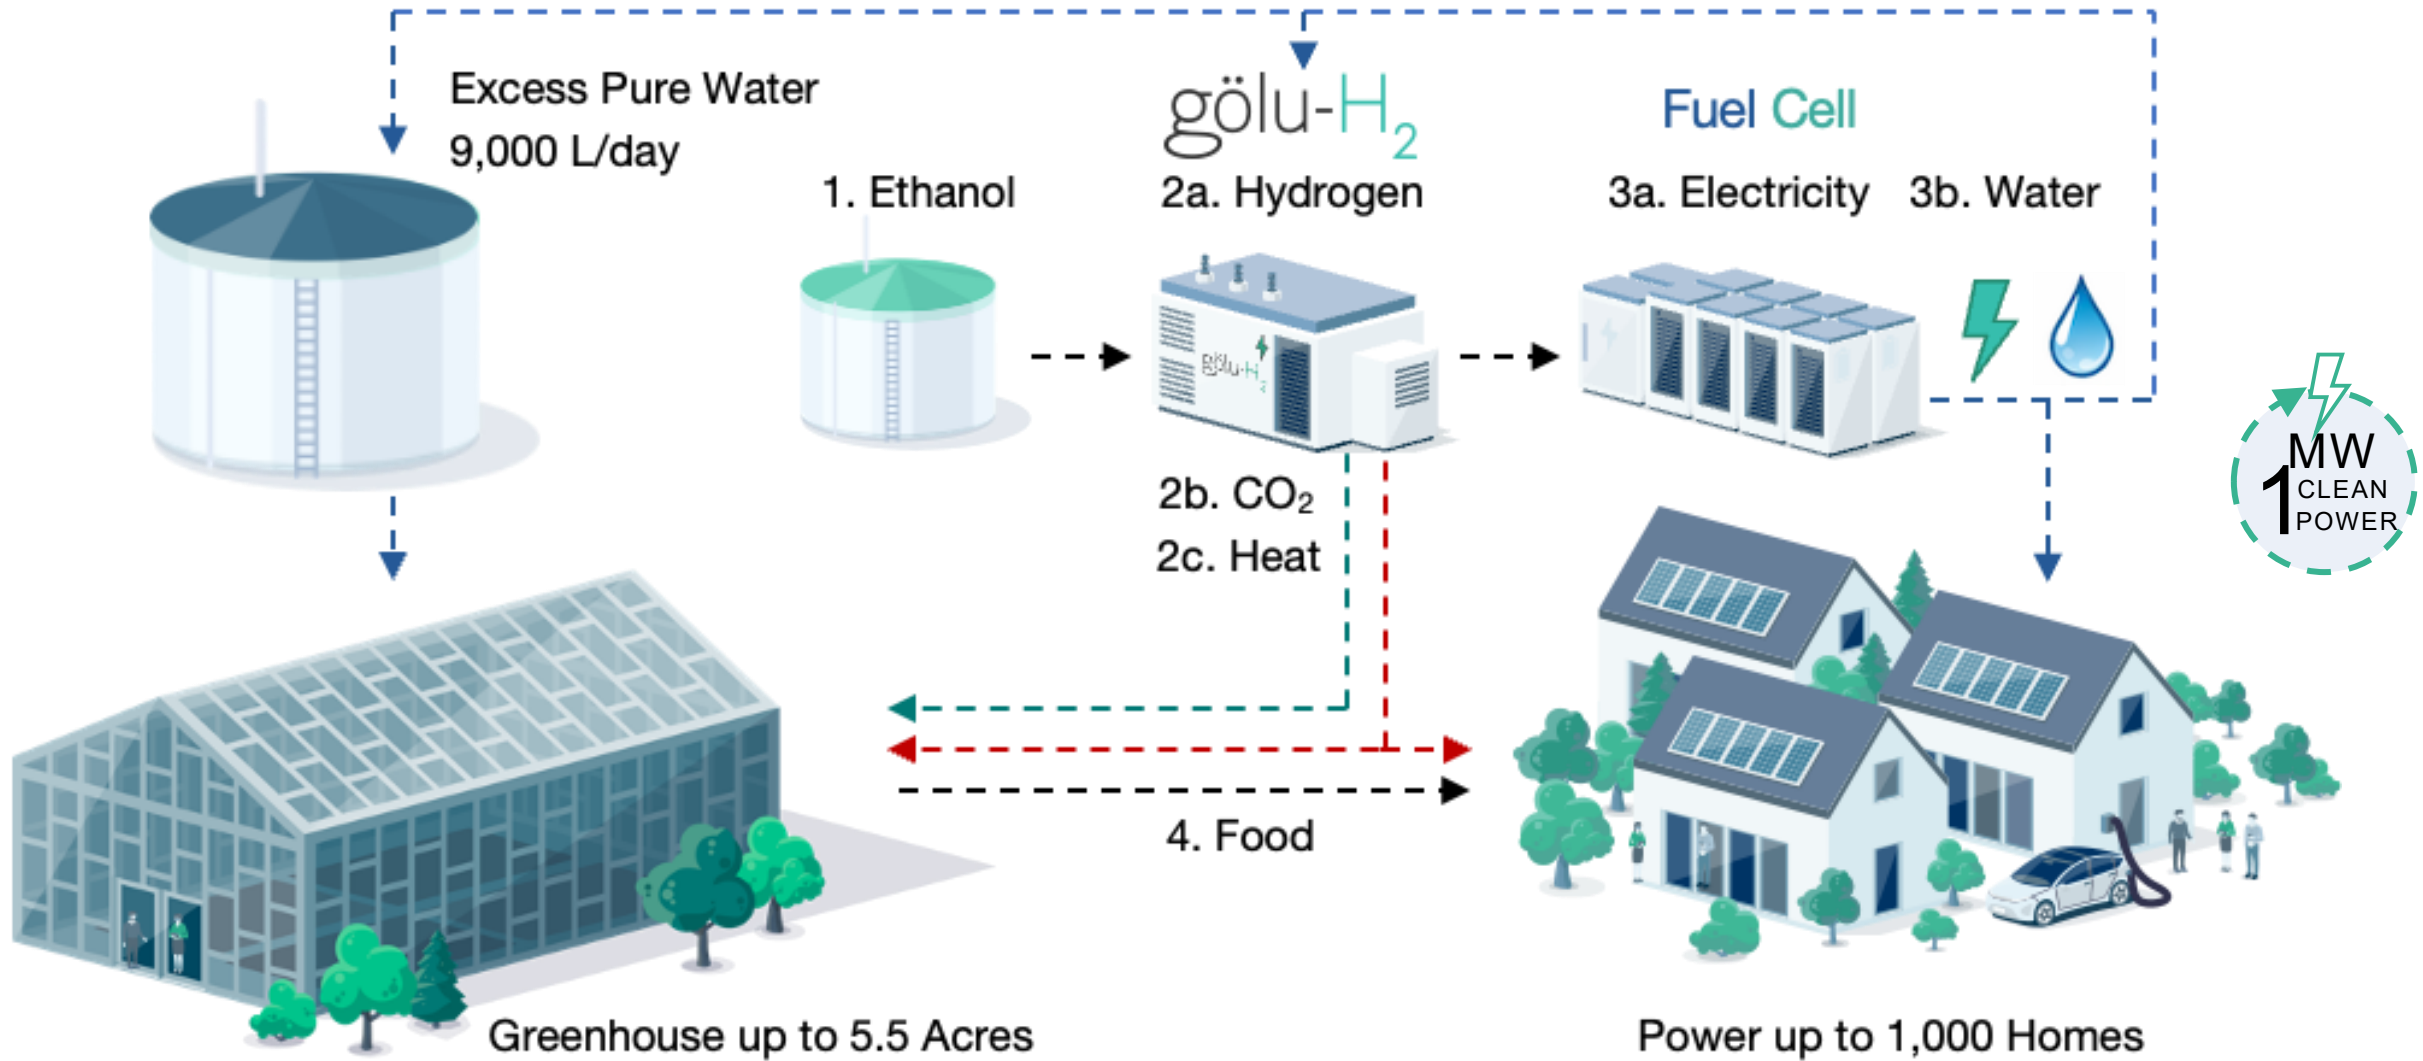 Excess Pure Water
9,000 L/day
gölu-H2
Fuel Cell
1. Ethanol
2a. Hydrogen
3a. Electricity
3b. Water
gölu-H2
2b. CO₂
2c. Heat
1 MW
CLEAN
POWER
4. Food
Greenhouse up to 5.5 Acres
Power up to 1,000 Homes